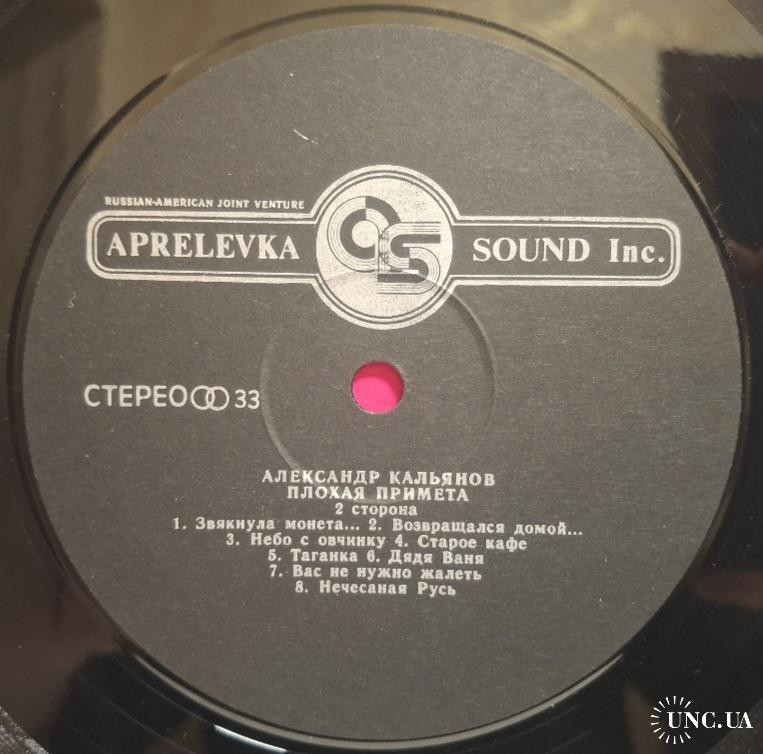 RUSSIAN-AMERICAN JOINT VENTURE
APRELEVKA SOUND Inc.
СТЕРЕО 33
АЛЕКСАНДР КАЛЬЯНОВ
ПЛОХАЯ ПРИМЕТА
2 сторона
1. Звякнула монета... 2. Возвращался домой...
3. Небо с овчинку 4. Старое кафе
5. Таганка 6. Дядя Ваня
7. Вас не нужно жалеть
8. Нечесаная Русь
UNC.UA